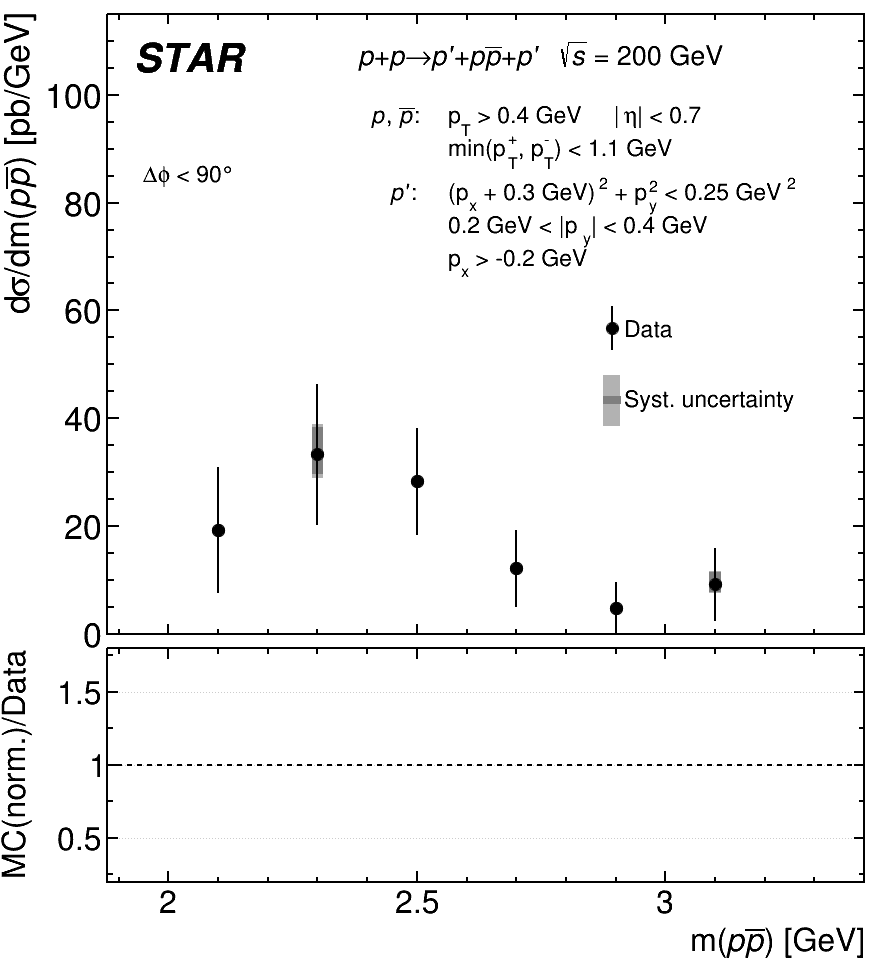 STAR p+p→p′+pp̅+p′ √s = 200 GeV
p, p̅: p_T > 0.4 GeV |η| < 0.7
min(p_T^+, p_T^-) < 1.1 GeV
Δϕ < 90°
p′: (p_x + 0.3 GeV)^2 + p_y^2 < 0.25 GeV^2
0.2 GeV < |p_y| < 0.4 GeV
p_x > -0.2 GeV
Data
Syst. uncertainty
dσ/dm(pp̅) [pb/GeV]
100
80
60
40
20
0
MC(norm.)/Data
1.5
1
0.5
2 2.5 3
m(pp̅) [GeV]